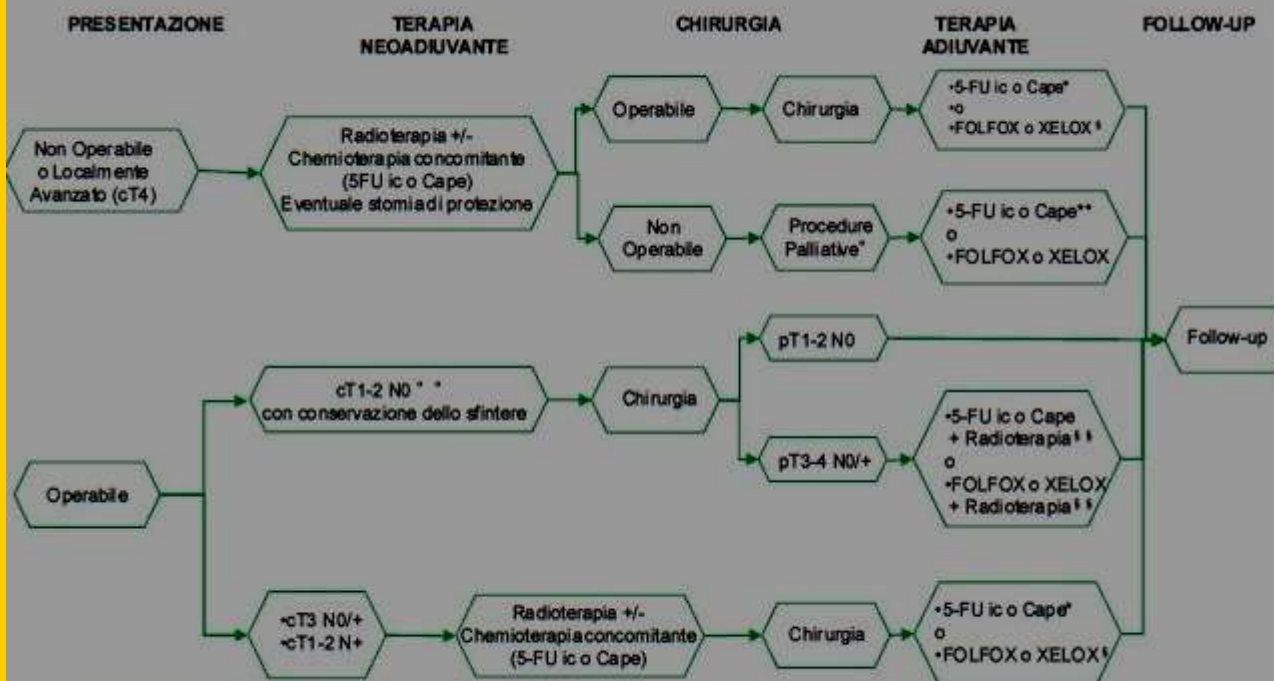 PRESENTAZIONE
TERAPIA
NEOADIUVANTE
CHIRURGIA
TERAPIA
ADIUVANTE
FOLLOW-UP
Non Operabile
o Localmente
Avanzato (cT4)
Radioterapia +/-
Chemioterapia concomitante
(5FU ic o Cape)
Eventuale stomia di protezione
Operabile
Chirurgia
•5-FU ic o Cape*
•o
•FOLFOX o XELOX §
Non
Operabile
Procedure
Palliative°
•5-FU ic o Cape**
o
•FOLFOX o XELOX
Follow-up
Operabile
cT1-2 N0 ° °
con conservazione dello sfintere
Chirurgia
pT1-2 N0
pT3-4 N0/+
•5-FU ic o Cape
+ Radioterapia § §
o
•FOLFOX o XELOX
+ Radioterapia § §
•cT3 N0/+
•cT1-2 N+
Radioterapia +/-
Chemioterapia concomitante
(5-FU ic o Cape)
Chirurgia
•5-FU ic o Cape*
o
•FOLFOX o XELOX §